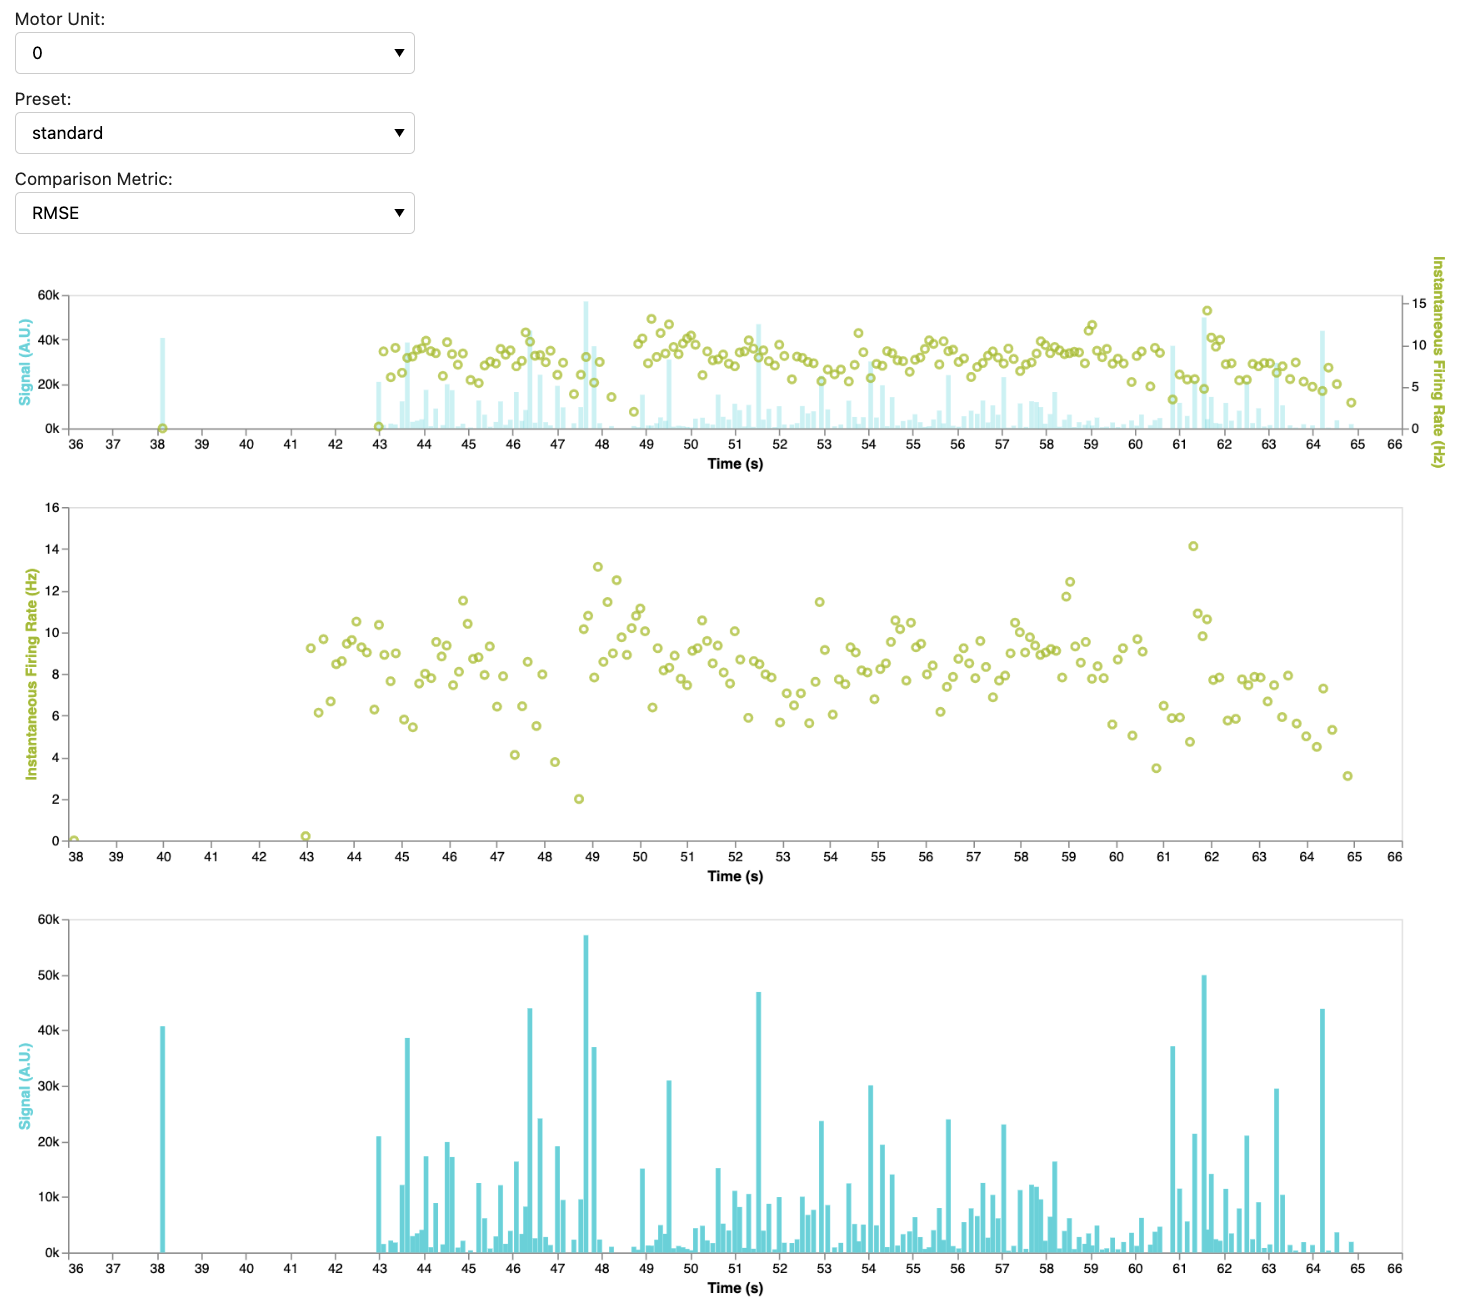 Motor Unit:
0
Preset:
standard
Comparison Metric:
RMSE
Signal (A.U.)
60k
40k
20k
0k
15
10
5
0
Instantaneous Firing Rate (Hz)
36 37 38 39 40 41 42 43 44 45 46 47 48 49 50 51 52 53 54 55 56 57 58 59 60 61 62 63 64 65 66
Time (s)
Instantaneous Firing Rate (Hz)
16
14
12
10
8
6
4
2
0
38 39 40 41 42 43 44 45 46 47 48 49 50 51 52 53 54 55 56 57 58 59 60 61 62 63 64 65 66
Time (s)
Signal (A.U.)
60k
50k
40k
30k
20k
10k
0k
36 37 38 39 40 41 42 43 44 45 46 47 48 49 50 51 52 53 54 55 56 57 58 59 60 61 62 63 64 65 66
Time (s)